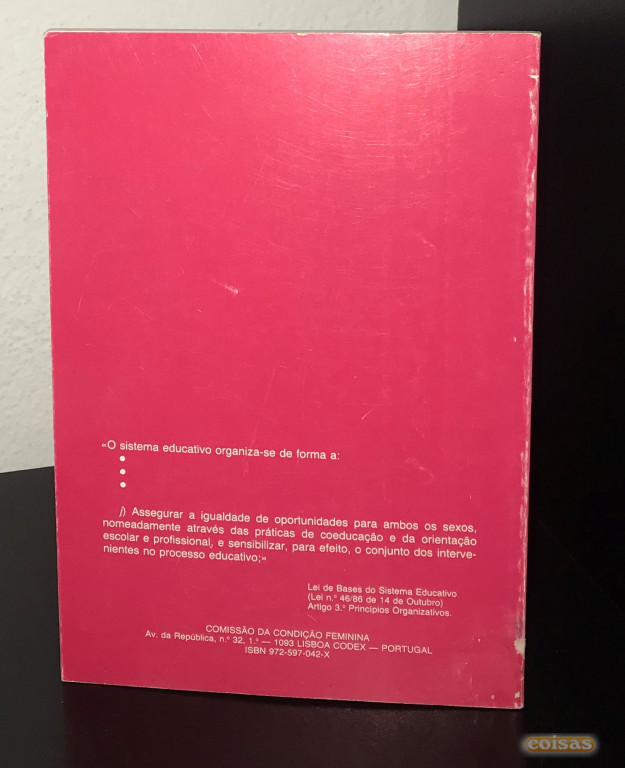 «O sistema educativo organiza-se de forma a:
•
•
•
j) Assegurar a igualdade de oportunidades para ambos os sexos,
nomeadamente através das práticas de coeducação e da orientação
escolar e profissional, e sensibilizar, para efeito, o conjunto dos interve-
nientes no processo educativo;»
Lei de Bases do Sistema Educativo
(Lei n.º 46/86 de 14 de Outubro)
Artigo 3.º Princípios Organizativos.
COMISSÃO DA CONDIÇÃO FEMININA
Av. da República, n.º 32, 1.º — 1093 LISBOA CODEX — PORTUGAL
ISBN 972-597-042-X
coisas